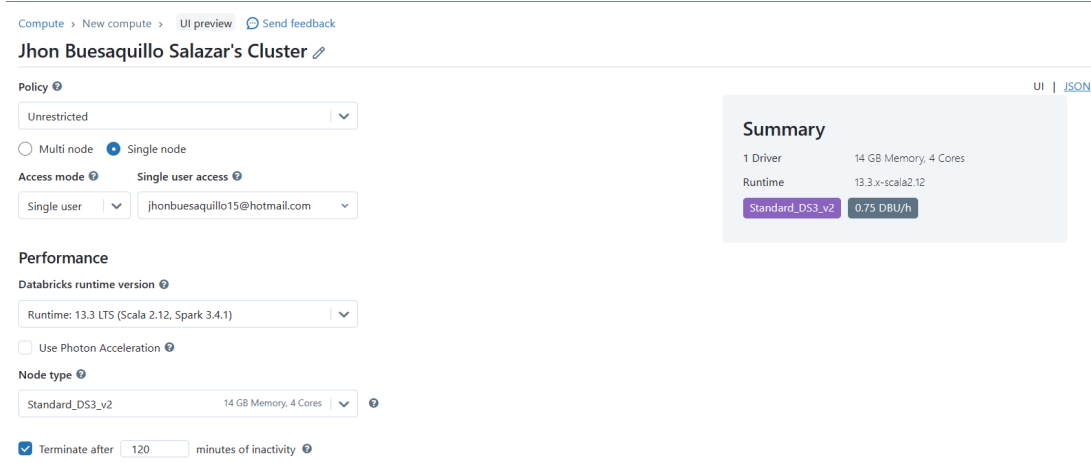 Compute > New compute > UI preview Send feedback
Jhon Buesaquillo Salazar's Cluster
Policy
UI | JSON
Unrestricted
Multi node Single node
Access mode Single user access
Single user jhonbuesaquillo15@hotmail.com
Summary
1 Driver 14 GB Memory, 4 Cores
Runtime 13.3.x-scala2.12
Standard_DS3_v2 0.75 DBU/h
Performance
Databricks runtime version
Runtime: 13.3 LTS (Scala 2.12, Spark 3.4.1)
Use Photon Acceleration
Node type
Standard_DS3_v2 14 GB Memory, 4 Cores
Terminate after 120 minutes of inactivity